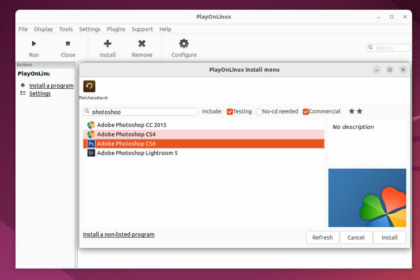 PlayOnLinux
File Display Tools Settings Plugins Support Help
Run Close Install Remove Configure
Search
Actions
PlayOnLinu
Install a program
Settings
PlayOnLinux install menu
photoshop
Include: Testing No-cd needed Commercial
Adobe Photoshop CC 2015
Adobe Photoshop CS4
Adobe Photoshop CS6
Adobe Photoshop Lightroom 5
No description
Install a non-listed program
Refresh Cancel Install